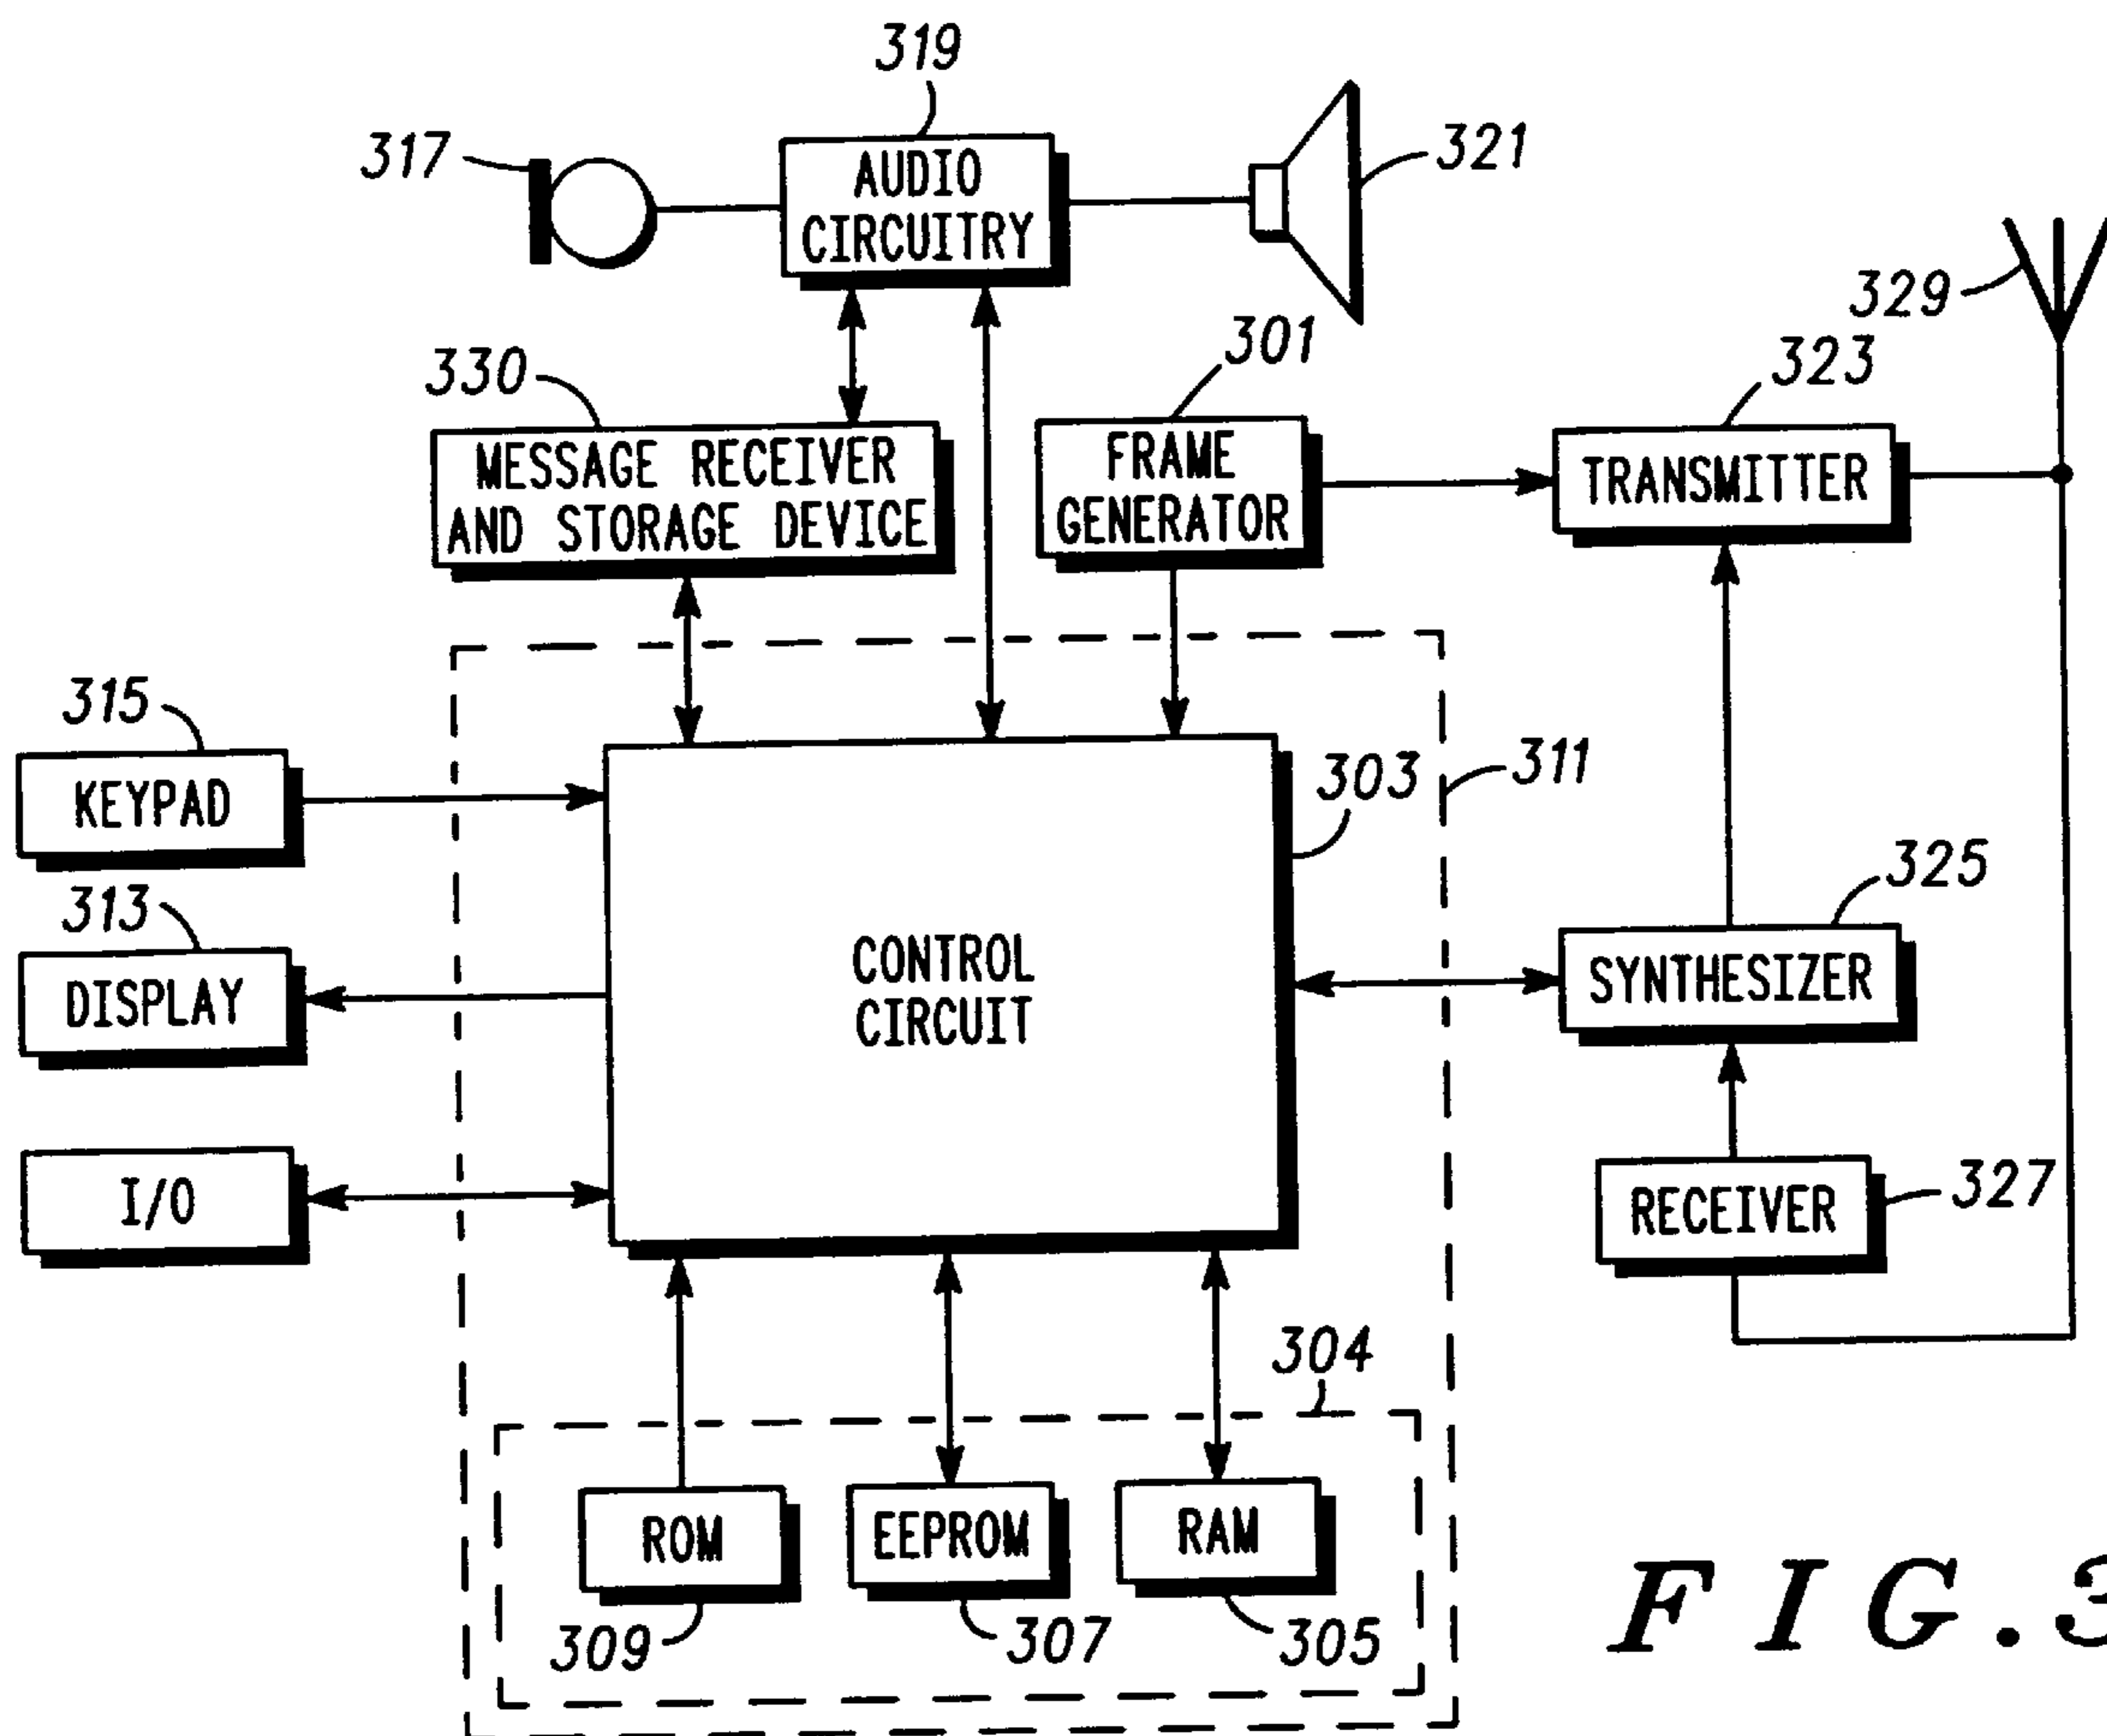 319
317
AUDIO
CIRCUITRY
321
329
330
301
323
MESSAGE RECEIVER
AND STORAGE DEVICE
FRAME
GENERATOR
TRANSMITTER
315
KEYPAD
303
311
313
DISPLAY
CONTROL
CIRCUIT
325
SYNTHESIZER
I/O
RECEIVER
327
304
ROM
EEPROM
RAM
309
307
305
FIG.3